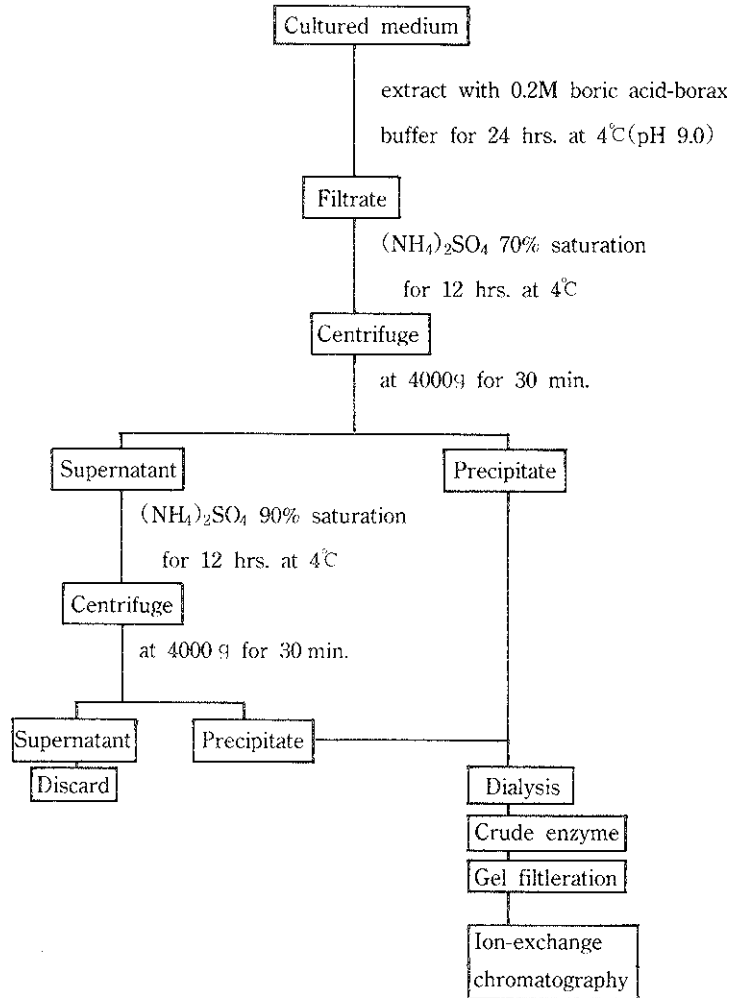 Cultured medium
extract with 0.2M boric acid-borax
buffer for 24 hrs. at 4℃(pH 9.0)
Filtrate
(NH₄)₂SO₄ 70% saturation
for 12 hrs. at 4℃
Centrifuge
at 4000g for 30 min.
Supernatant
Precipitate
(NH₄)₂SO₄ 90% saturation
for 12 hrs. at 4℃
Centrifuge
at 4000 g for 30 min.
Supernatant
Precipitate
Discard
Dialysis
Crude enzyme
Gel filtleration
Ion-exchange
chromatography